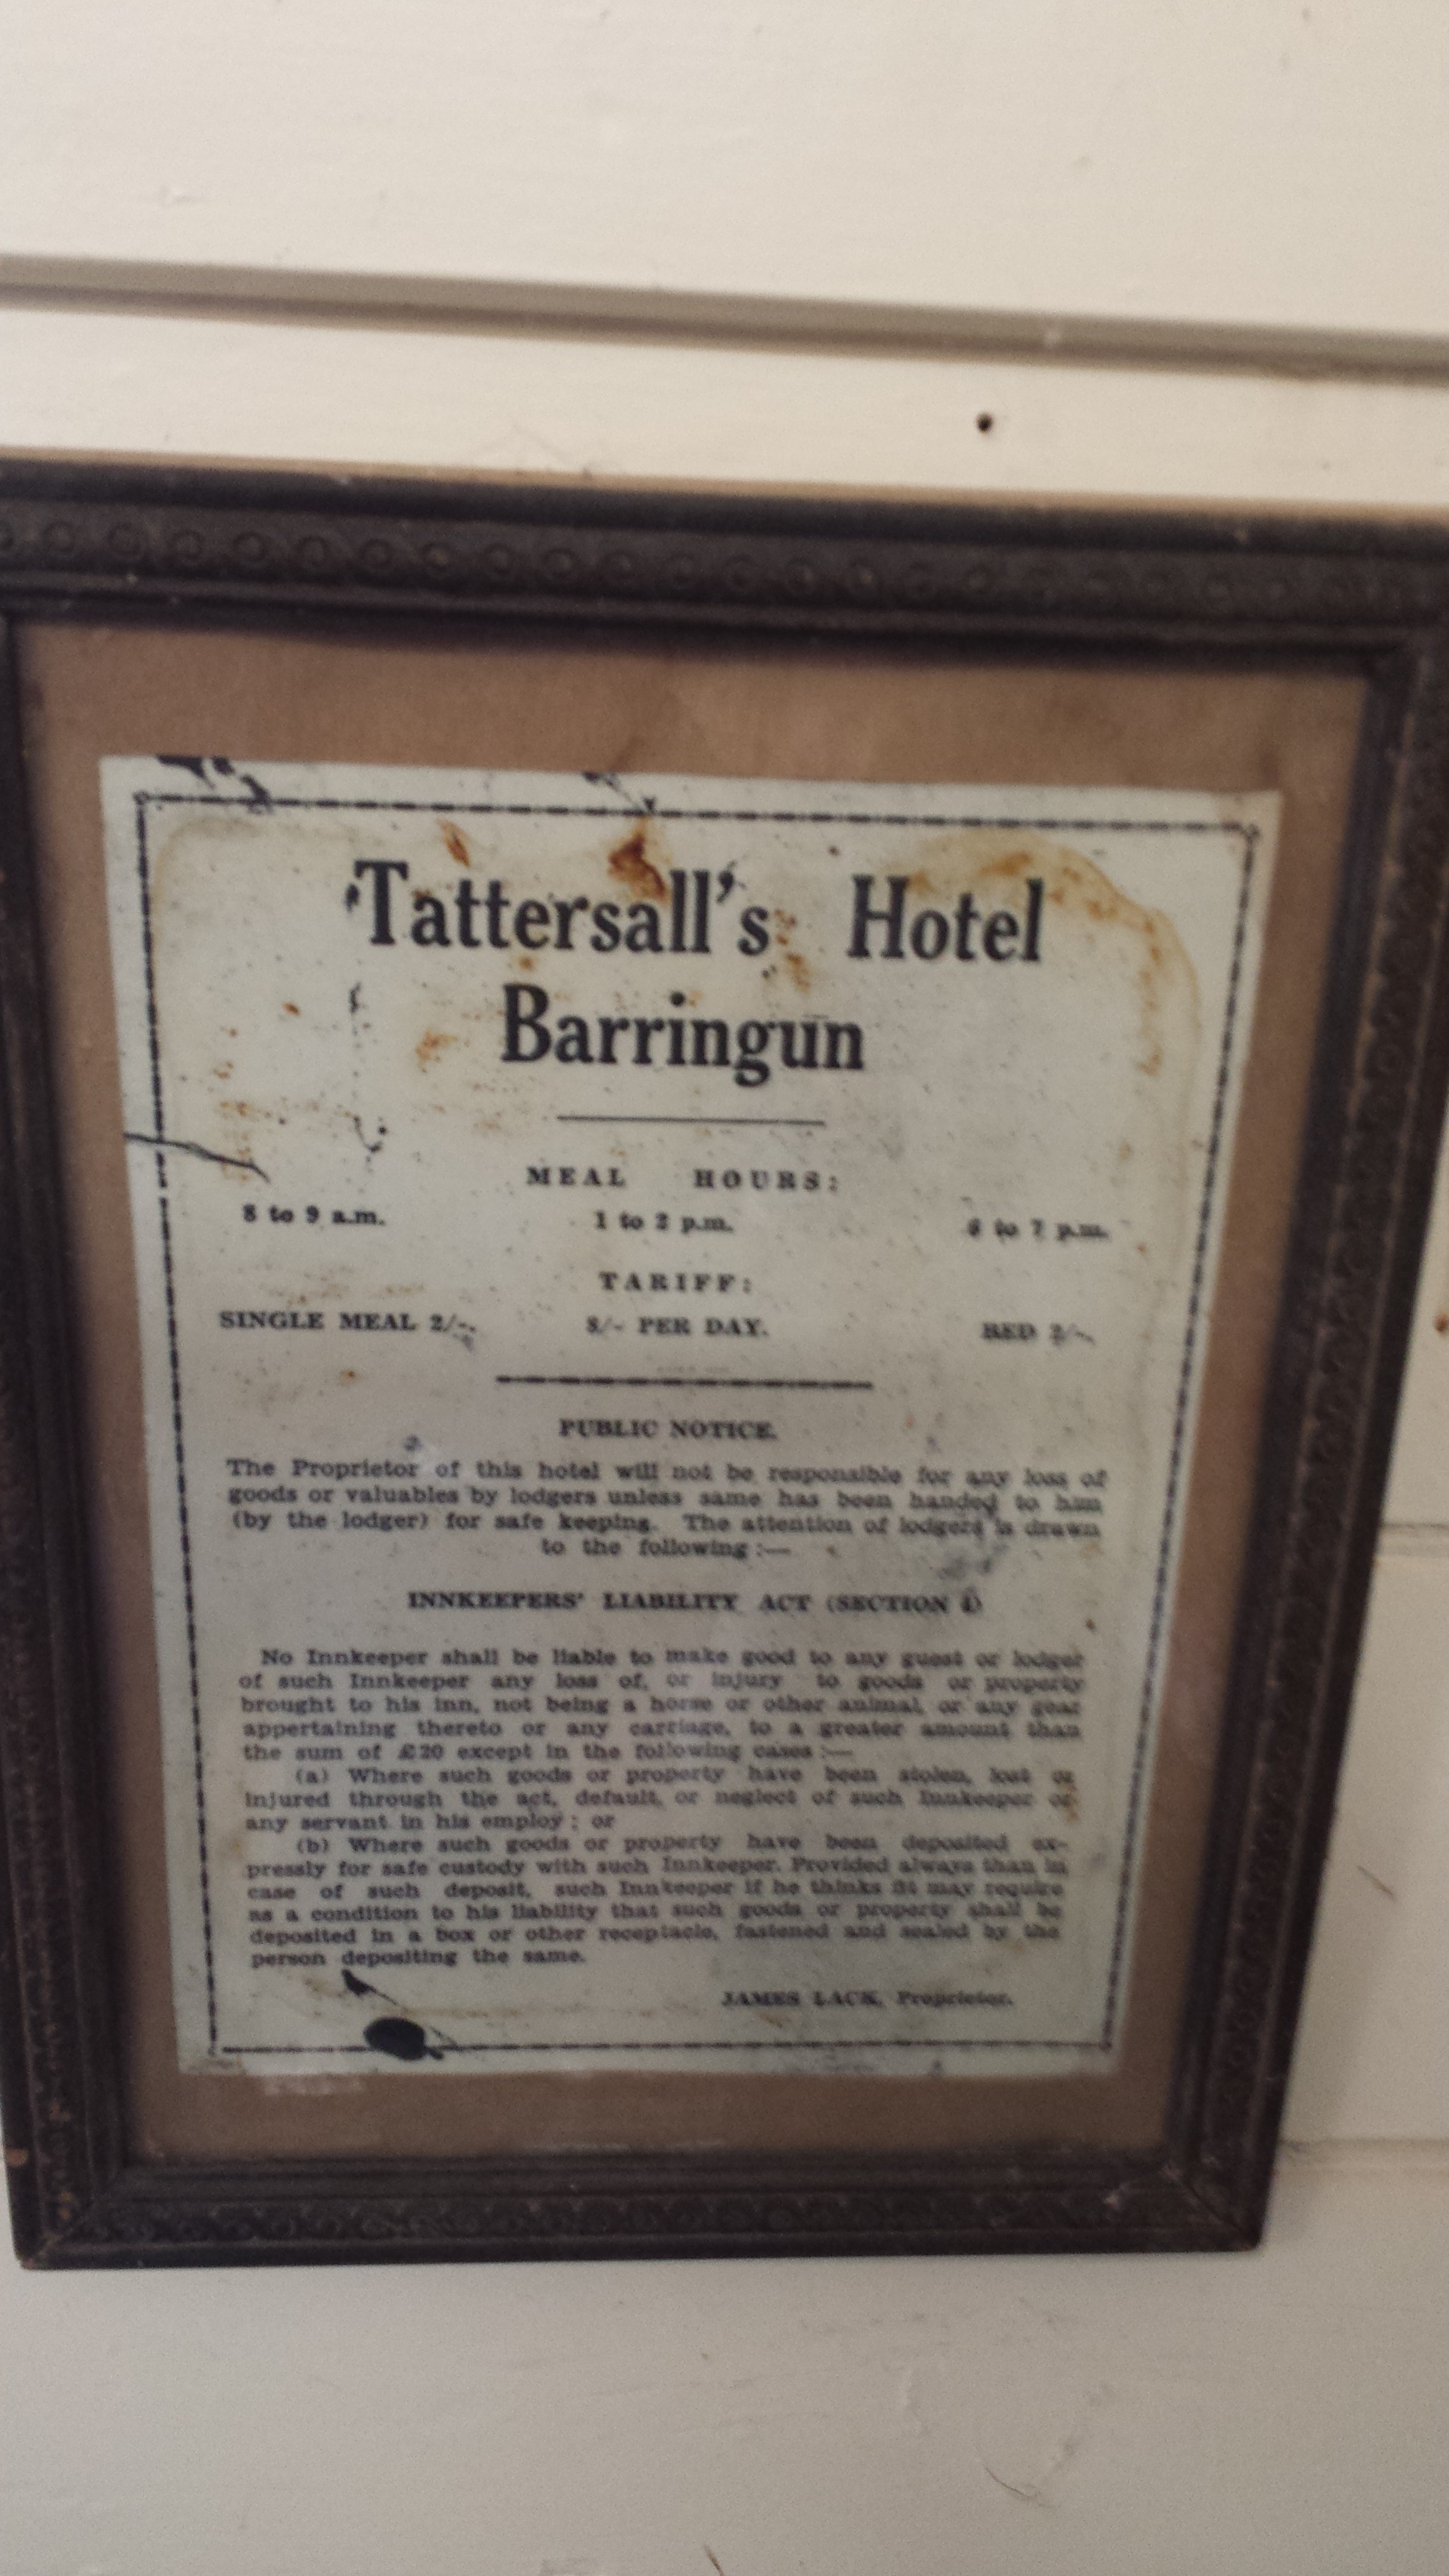 Tattersall's Hotel
Barringun
MEAL HOURS:
8 to 9 a.m. 1 to 2 p.m. 6 to 7 p.m.
TARIFF:
SINGLE MEAL 2/-. 8/- PER DAY. BED 2/-.
PUBLIC NOTICE.
The Proprietor of this hotel will not be responsible for any loss of
goods or valuables by lodgers unless same has been handed to him
(by the lodger) for safe keeping. The attention of lodgers is drawn
to the following :—
INNKEEPERS' LIABILITY ACT (SECTION
No Innkeeper shall be liable to make good to any guest or lodger
of such Innkeeper any loss of, or injury to goods or property
brought to his inn, not being a horse or other animal, or any gear
appertaining thereto or any carriage, to a greater amount than
the sum of £20 except in the following cases :—
(a) Where such goods or property have been stolen, lost or
injured through the act, default, or neglect of such Innkeeper or
any servant in his employ ; or
(b) Where such goods or property have been deposited ex-
pressly for safe custody with such Innkeeper. Provided always than in
case of such deposit, such Innkeeper if he thinks fit may require
as a condition to his liability that such goods or property shall be
deposited in a box or other receptacle, fastened and sealed by the
person depositing the same.
JAMES LACK, Proprietor.